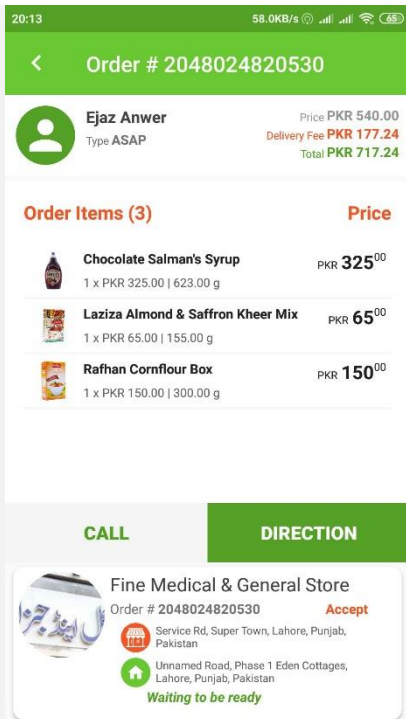 20:13 58.0KB/s 65
Order # 2048024820530
Ejaz Anwer
Type ASAP
Price PKR 540.00
Delivery Fee PKR 177.24
Total PKR 717.24
Order Items (3) Price
Chocolate Salman's Syrup PKR 325⁰⁰
1 x PKR 325.00 | 623.00 g
Laziza Almond & Saffron Kheer Mix PKR 65⁰⁰
1 x PKR 65.00 | 155.00 g
Rafhan Cornflour Box PKR 150⁰⁰
1 x PKR 150.00 | 300.00 g
CALL DIRECTION
Fine Medical & General Store
Order # 2048024820530 Accept
Service Rd, Super Town, Lahore, Punjab,
Pakistan
Unnamed Road, Phase 1 Eden Cottages,
Lahore, Punjab, Pakistan
Waiting to be ready